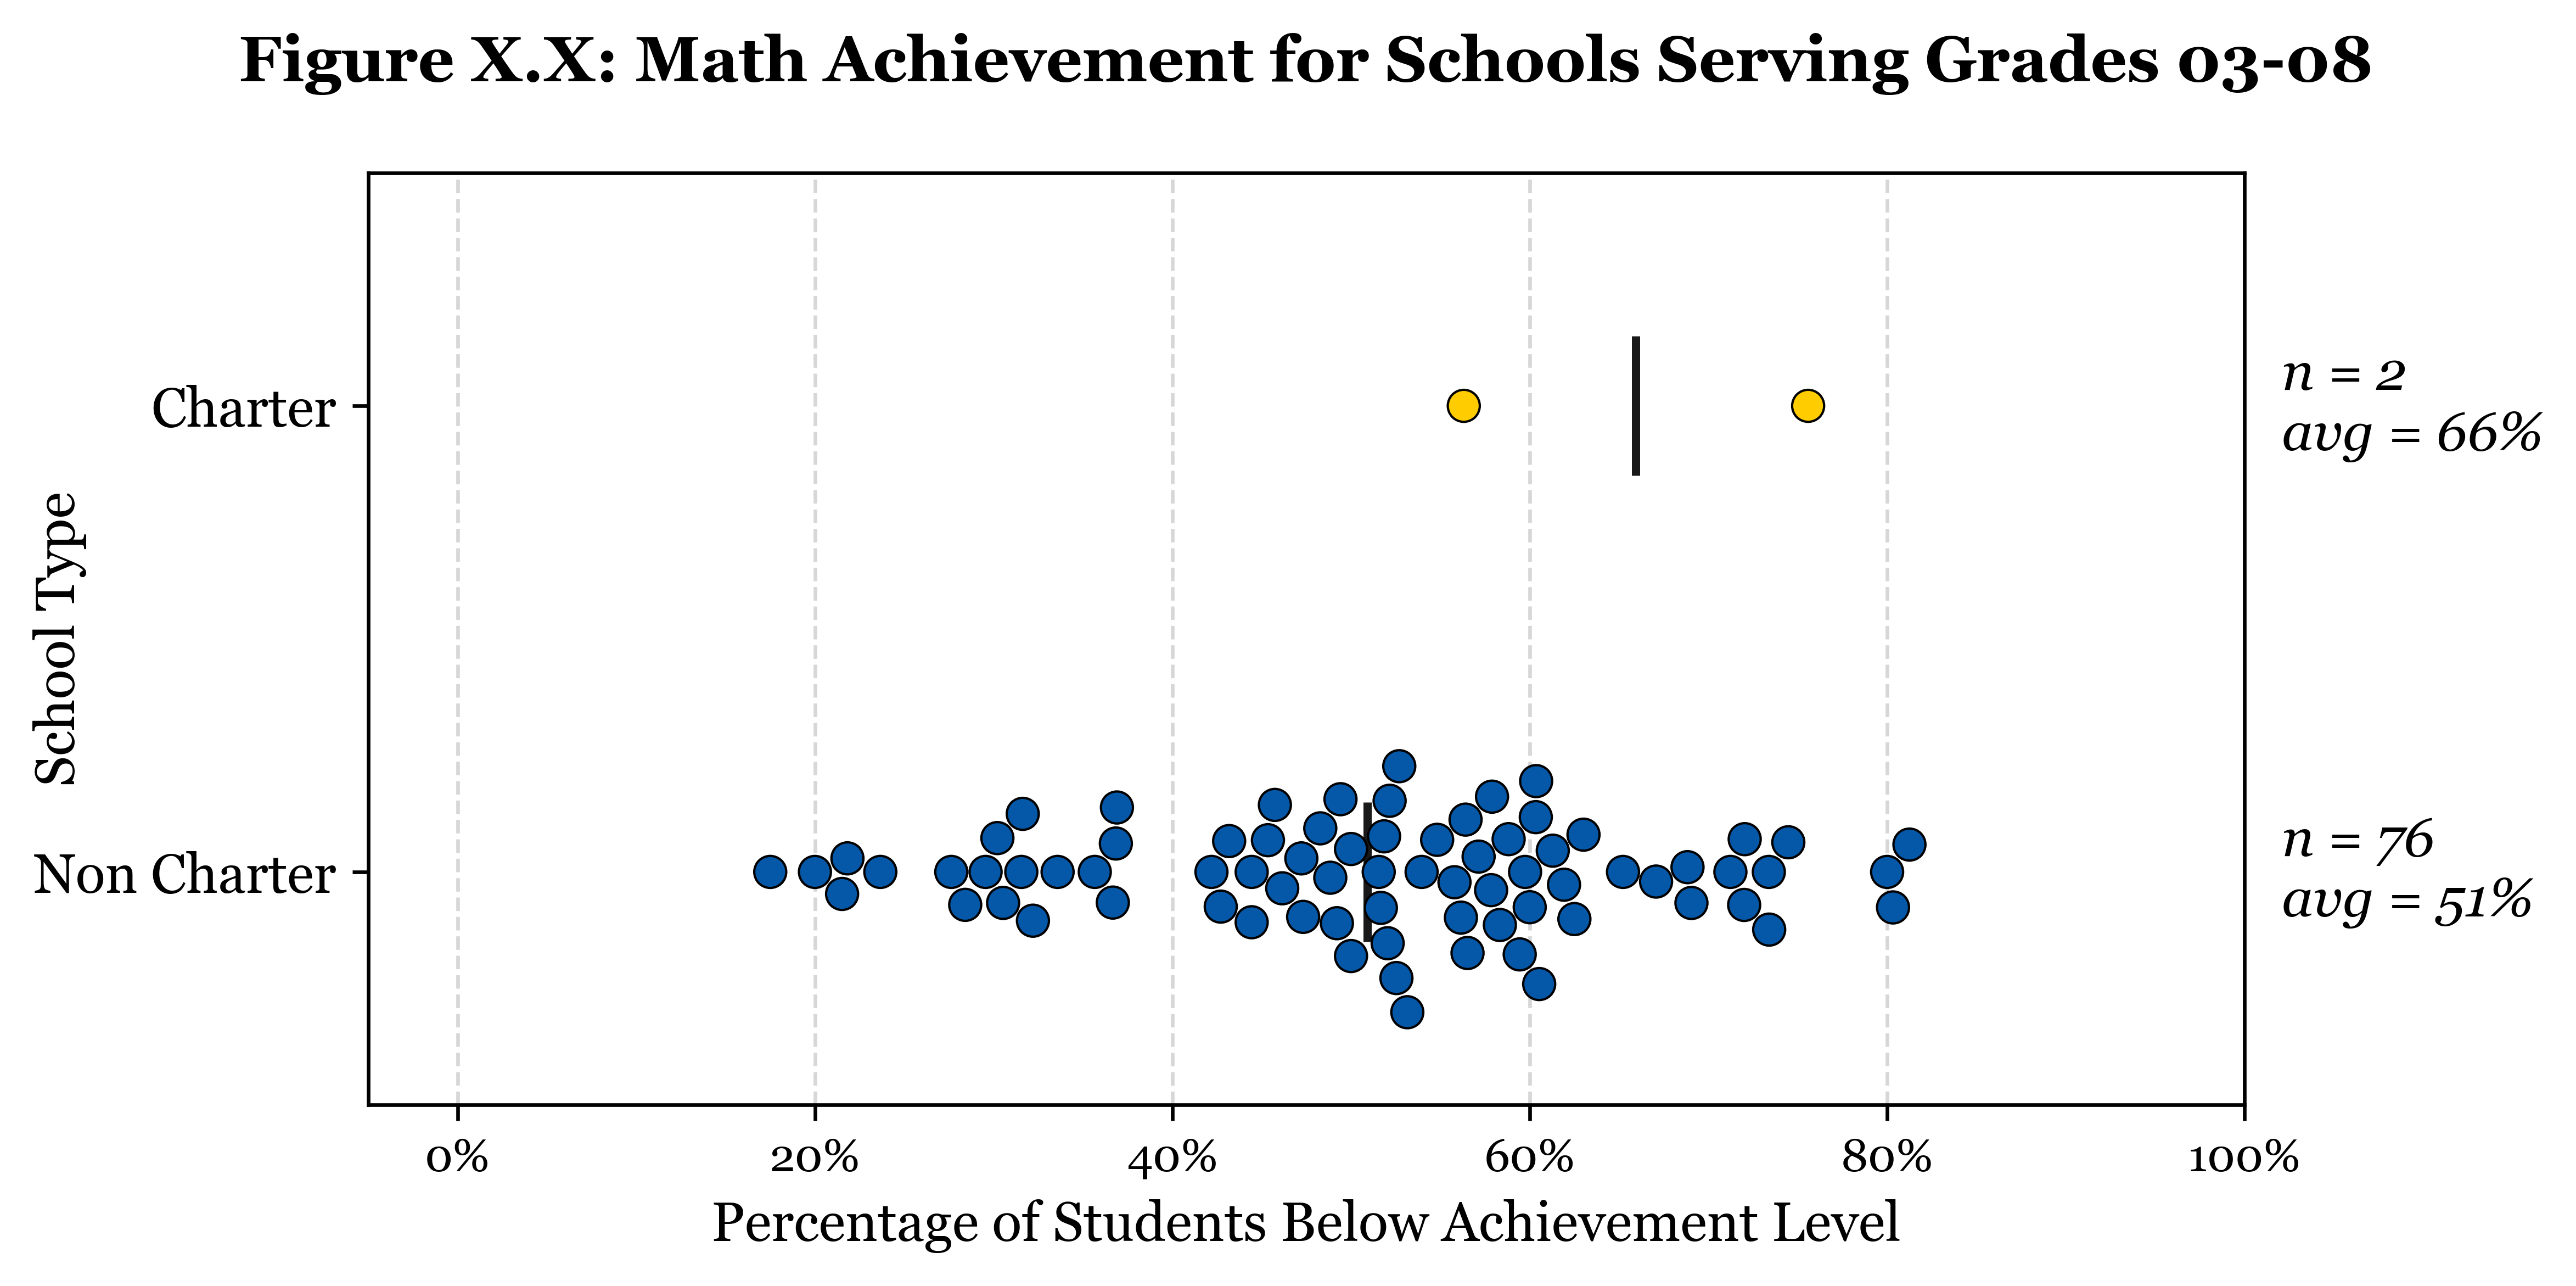 Figure X.X: Math Achievement for Schools Serving Grades 03-08
Charter
n = 2
avg = 66%
School Type
Non Charter
n = 76
avg = 51%
0%
20%
40%
60%
80%
100%
Percentage of Students Below Achievement Level